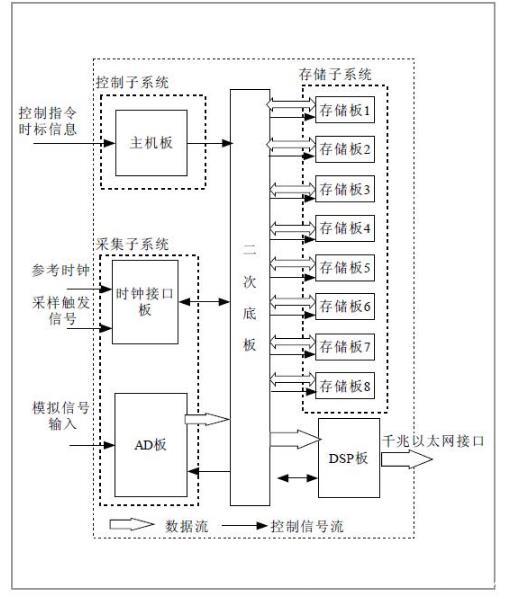 控制子系统
存储子系统
控制指令
时标信息
主机板
存储板1
存储板2
存储板3
存储板4
存储板5
存储板6
存储板7
存储板8
采集子系统
参考时钟
采样触发
信号
时钟接口
板
二
次
底
板
模拟信号
输入
AD板
DSP板
千兆以太网接口
数据流
控制信号流